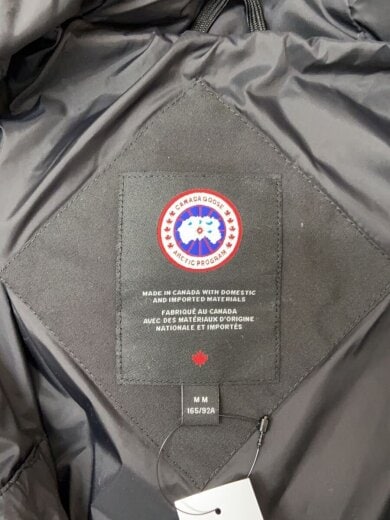 CANADA GOOSE
ARCTIC PROGRAM
MADE IN CANADA WITH DOMESTIC
AND IMPORTED MATERIALS
FABRIQUÉ AU CANADA
AVEC DES MATÉRIAUX D'ORIGINE
NATIONALE ET IMPORTÉS
M M
165/92A